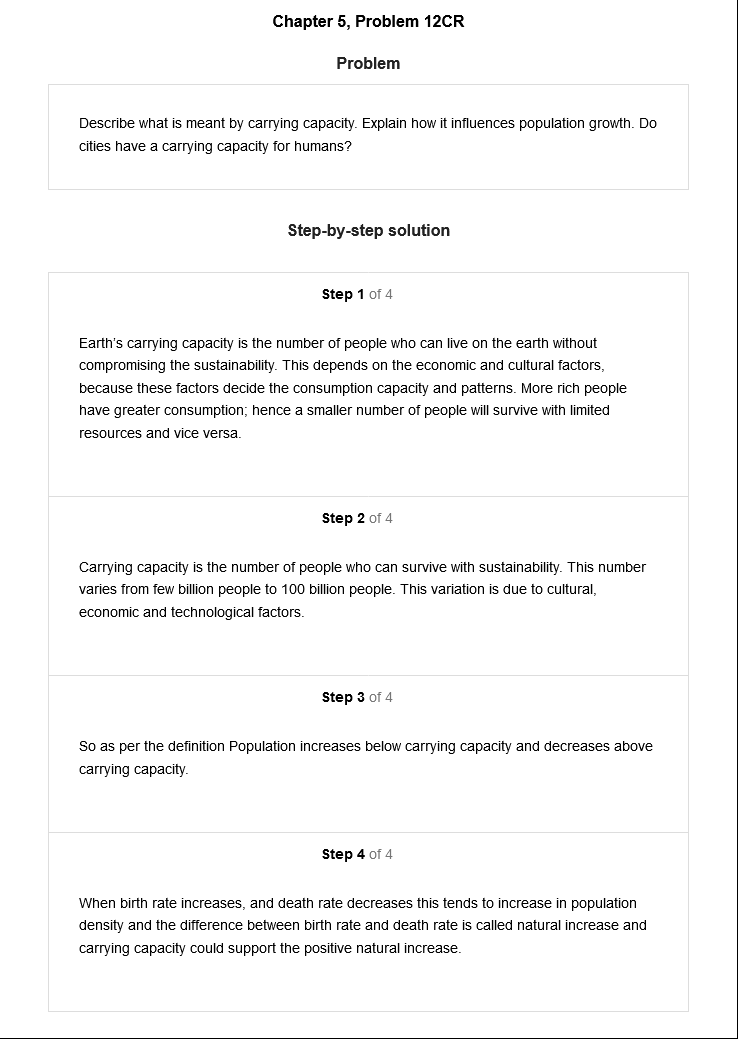 Chapter 5, Problem 12CR
Problem
Describe what is meant by carrying capacity. Explain how it influences population growth. Do
cities have a carrying capacity for humans?
Step-by-step solution
Step 1 of 4
Earth's carrying capacity is the number of people who can live on the earth without
compromising the sustainability. This depends on the economic and cultural factors,
because these factors decide the consumption capacity and patterns. More rich people
have greater consumption; hence a smaller number of people will survive with limited
resources and vice versa.
Step 2 of 4
Carrying capacity is the number of people who can survive with sustainability. This number
varies from few billion people to 100 billion people. This variation is due to cultural,
economic and technological factors.
Step 3 of 4
So as per the definition Population increases below carrying capacity and decreases above
carrying capacity.
Step 4 of 4
When birth rate increases, and death rate decreases this tends to increase in population
density and the difference between birth rate and death rate is called natural increase and
carrying capacity could support the positive natural increase.